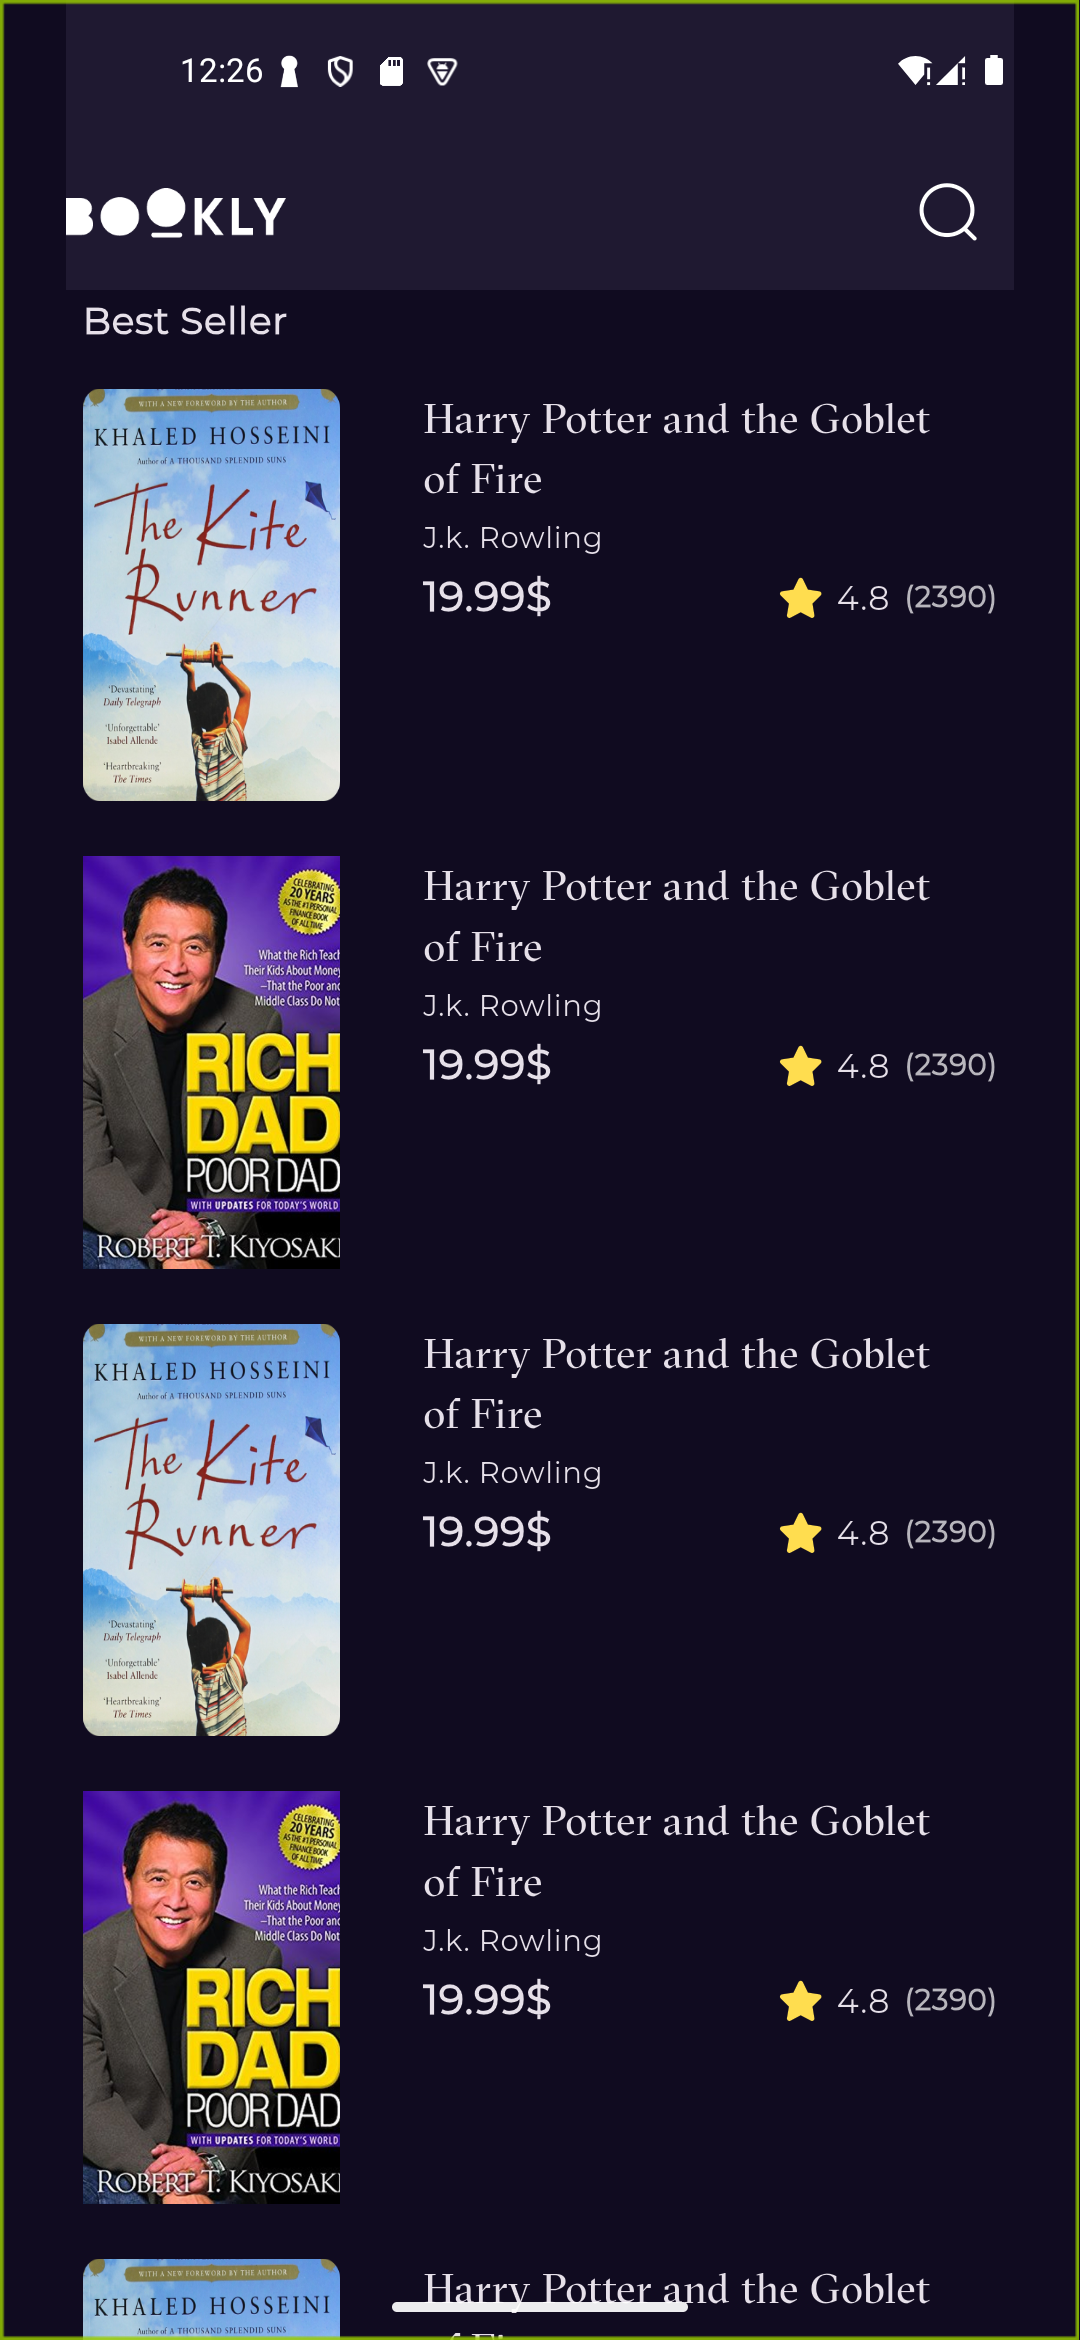 12:26
BOOKLY
Best Seller
WITH A NEW FOREWORD BY THE AUTHOR
KHALED HOSSEINI
Author of A THOUSAND SPLENDID SUNS
The Kite
Runner
'Devastating'
Daily Telegraph
'Unforgettable'
Isabel Allende
'Heartbreaking'
The Times
Harry Potter and the Goblet
of Fire
J.k. Rowling
19.99$
4.8 (2390)
CELEBRATING
20 YEARS
AS THE #1 PERSONAL
FINANCE BOOK
OF ALL TIME
What the Rich Teach
Their Kids About Money
–That the Poor and
Middle Class Do Not
RICH
DAD
POOR DAD
WITH UPDATES FOR TODAY'S WORLD
ROBERT T. KIYOSAKI
Harry Potter and the Goblet
of Fire
J.k. Rowling
19.99$
4.8 (2390)
WITH A NEW FOREWORD BY THE AUTHOR
KHALED HOSSEINI
Author of A THOUSAND SPLENDID SUNS
The Kite
Runner
'Devastating'
Daily Telegraph
'Unforgettable'
Isabel Allende
'Heartbreaking'
The Times
Harry Potter and the Goblet
of Fire
J.k. Rowling
19.99$
4.8 (2390)
CELEBRATING
20 YEARS
AS THE #1 PERSONAL
FINANCE BOOK
OF ALL TIME
What the Rich Teach
Their Kids About Money
–That the Poor and
Middle Class Do Not
RICH
DAD
POOR DAD
WITH UPDATES FOR TODAY'S WORLD
ROBERT T. KIYOSAKI
Harry Potter and the Goblet
of Fire
J.k. Rowling
19.99$
4.8 (2390)
WITH A NEW FOREWORD BY THE AUTHOR
KHALED HOSSEINI
Author of A THOUSAND SPLENDID SUNS
Harry Potter and the Goblet